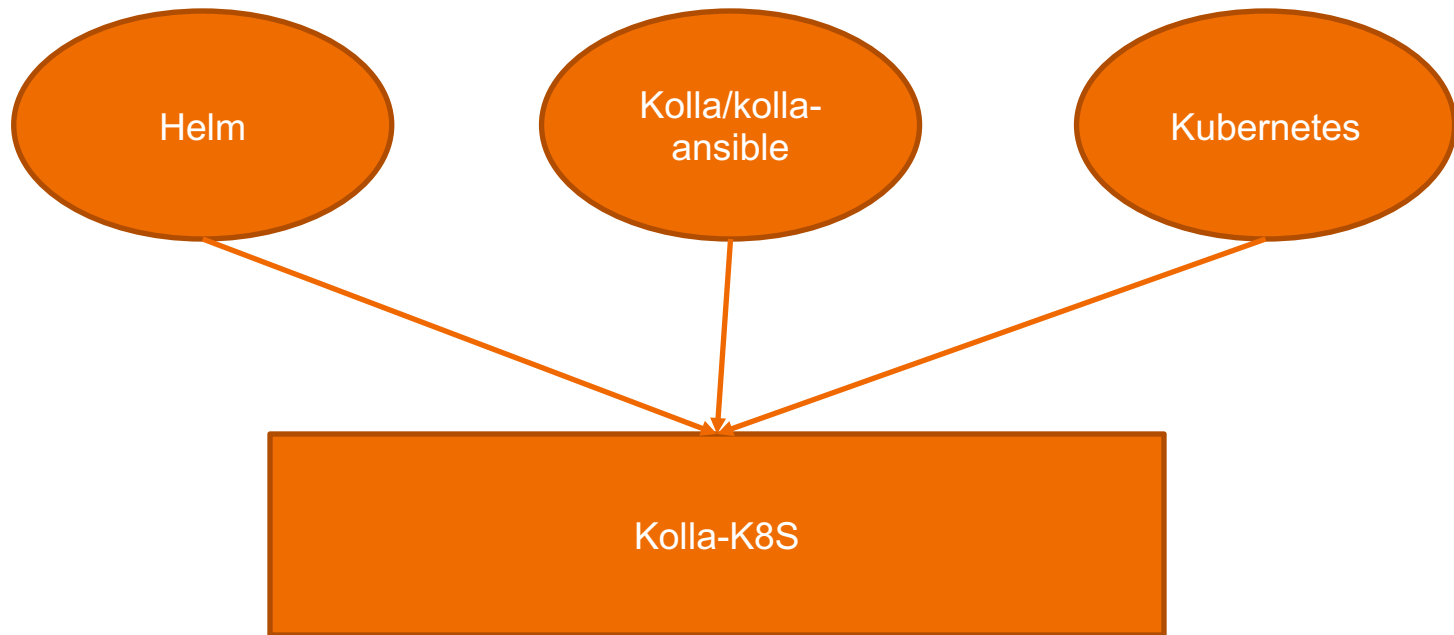 Helm
Kolla/kolla-
ansible
Kubernetes
Kolla-K8S